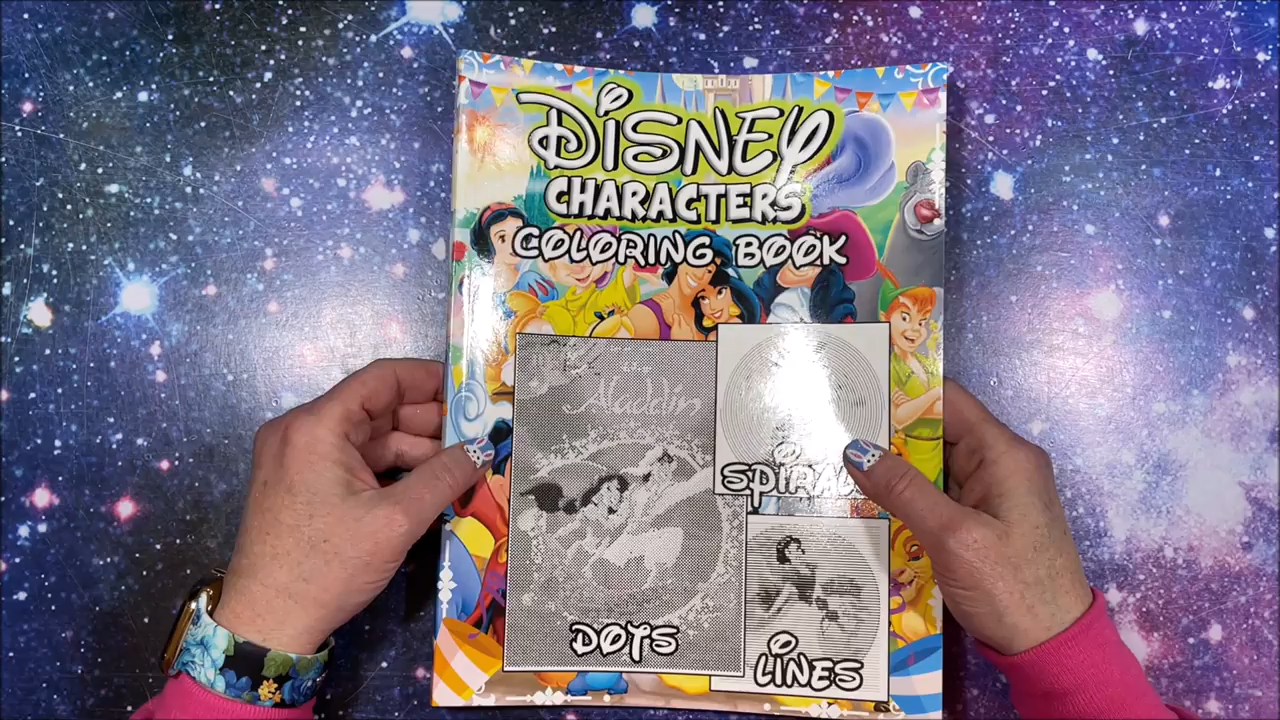 DISNEY
CHARACTERS
COLORING BOOK
Aladdin
SPIRAL
DOTS
LINES